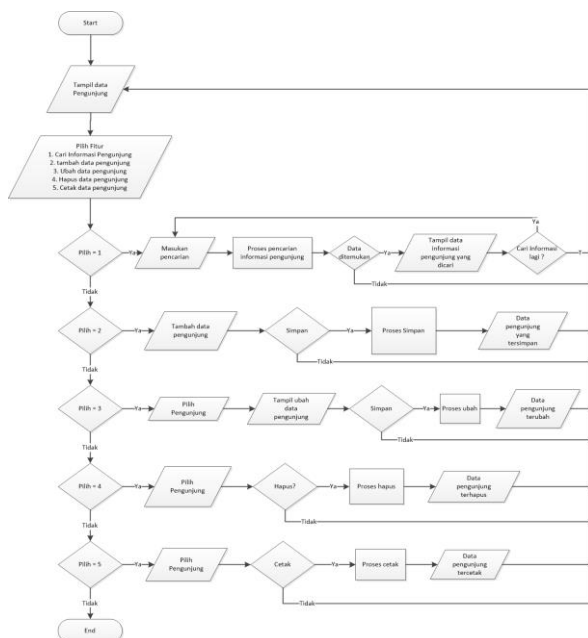 Start
Tampil data
Pengunjung
Pilih Fitur
1. Cari Informasi Pengunjung
2. tambah data pengunjung
3. Ubah data pengunjung
4. Hapus data pengunjung
5. Cetak data pengunjung
Ya
Pilih = 1
Ya
Masukan
pencarian
Proses pencarian
informasi pengunjung
Data
ditemukan
Ya
Tampil data
informasi
pengunjung yang
dicari
Cari Informasi
lagi ?
Tidak
Tidak
Pilih = 2
Ya
Tambah data
pengunjung
Simpan
Ya
Proses Simpan
Data
pengunjung
yang
tersimpan
Tidak
Tidak
Pilih = 3
Ya
Pilih
Pengunjung
Tampil ubah
data
pengunjung
Simpan
Ya
Proses ubah
Data
pengunjung
terubah
Tidak
Tidak
Pilih = 4
Ya
Pilih
Pengunjung
Hapus?
Ya
Proses hapus
Data
pengunjung
terhapus
Tidak
Tidak
Pilih = 5
Ya
Pilih
Pengunjung
Cetak
Ya
Proses cetak
Data
pengunjung
tercetak
Tidak
Tidak
End